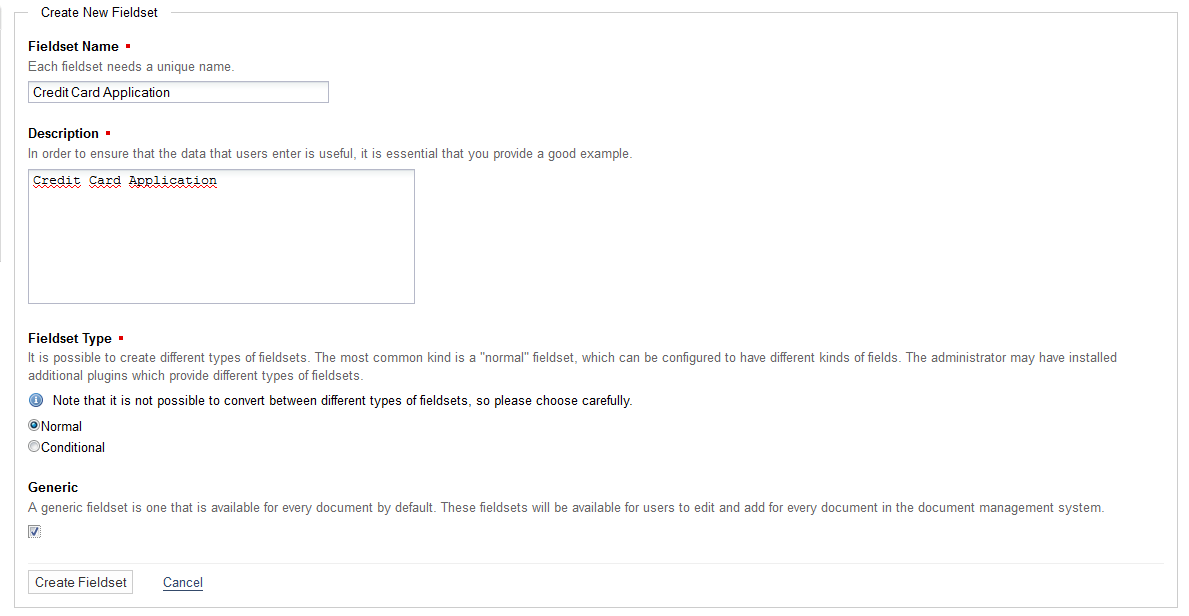 Create New Fieldset
Fieldset Name
Each fieldset needs a unique name.
Credit Card Application
Description
In order to ensure that the data that users enter is useful, it is essential that you provide a good example.
Credit Card Application
Fieldset Type
It is possible to create different types of fieldsets. The most common kind is a "normal" fieldset, which can be configured to have different kinds of fields. The administrator may have installed
additional plugins which provide different types of fieldsets.
Note that it is not possible to convert between different types of fieldsets, so please choose carefully.
Normal
Conditional
Generic
A generic fieldset is one that is available for every document by default. These fieldsets will be available for users to edit and add for every document in the document management system.
Create Fieldset Cancel